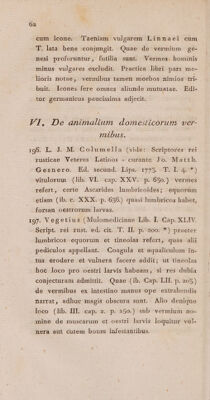 62
cum Icone. Taenism vulgarem Linnaei cum
T. lata bene conjungit. Quae de vermium ge-
nesi proferuntur, futilia sunt. Vermes hominis
minus vulgares excludit. Practice libri pars me-
lioris notae, vermibus tamen morbos nimios tri-
buit. Icones fere omnes aliunde mutuatae. Edi-
tor germanicus paucissima adjecit.
VI. De animalium domesticorum ver-
mibus.
196. L. J. M. Columella (vide: Scriptores rei
rusticae Veteres Latinos - curante Jo. Matth.
Gesnero. Ed. second. Lips. 1773. T. I. 4. *)
vitulorum (lib. VI. cap. XXV. p. 650.) vermes
refert, certe Ascarides lumbricoides; equorum
etiam (ib. c. XXX. p. 636.) quasi lumbricos habet,
forsan oestrorum larvas.
197. Vegetius (Mulomedicinae Lib. I. Cap. XLIV.
Script. rei rust. ed. cit. T. II. p. 200. *) praeter
lumbricos equorum et tineolas refert, quas alii
pediculos appellant. Coagula et aqualiculum in-
tus erodere et vulnera facere addit; ut tineolas
hoc loco pro oestri larvis habeam, si res dubia
conjecturam admittit. Quae (ib. Cap. LII. p. 205.)
de vermibus ex intestino manus ope extrahendis
narrat, adhuc magis obscura sunt. Alio denique
loco (lib. III. cap. 2. p. 250.) sub vermium no-
mine de muscarum et oestri larvis loquitur vul-
nera aut cutem boum infestantibus.